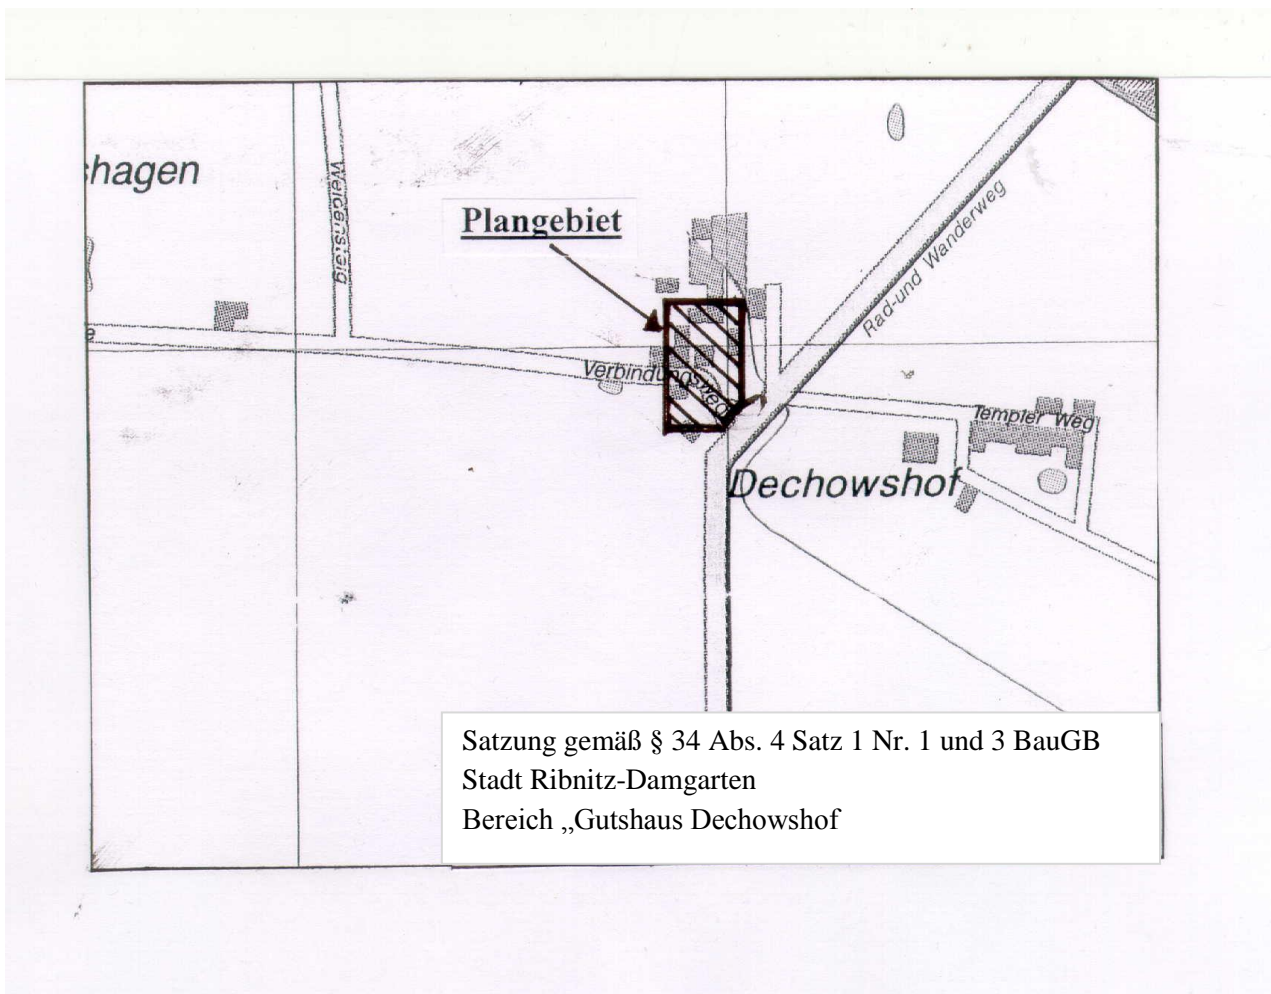 shagen
Weidensteig
Plangebiet
Rad-und Wanderweg
e
Verbindungsweg
Templer Weg
Dechowshof
Satzung gemäß § 34 Abs. 4 Satz 1 Nr. 1 und 3 BauGB
Stadt Ribnitz-Damgarten
Bereich „Gutshaus Dechowshof